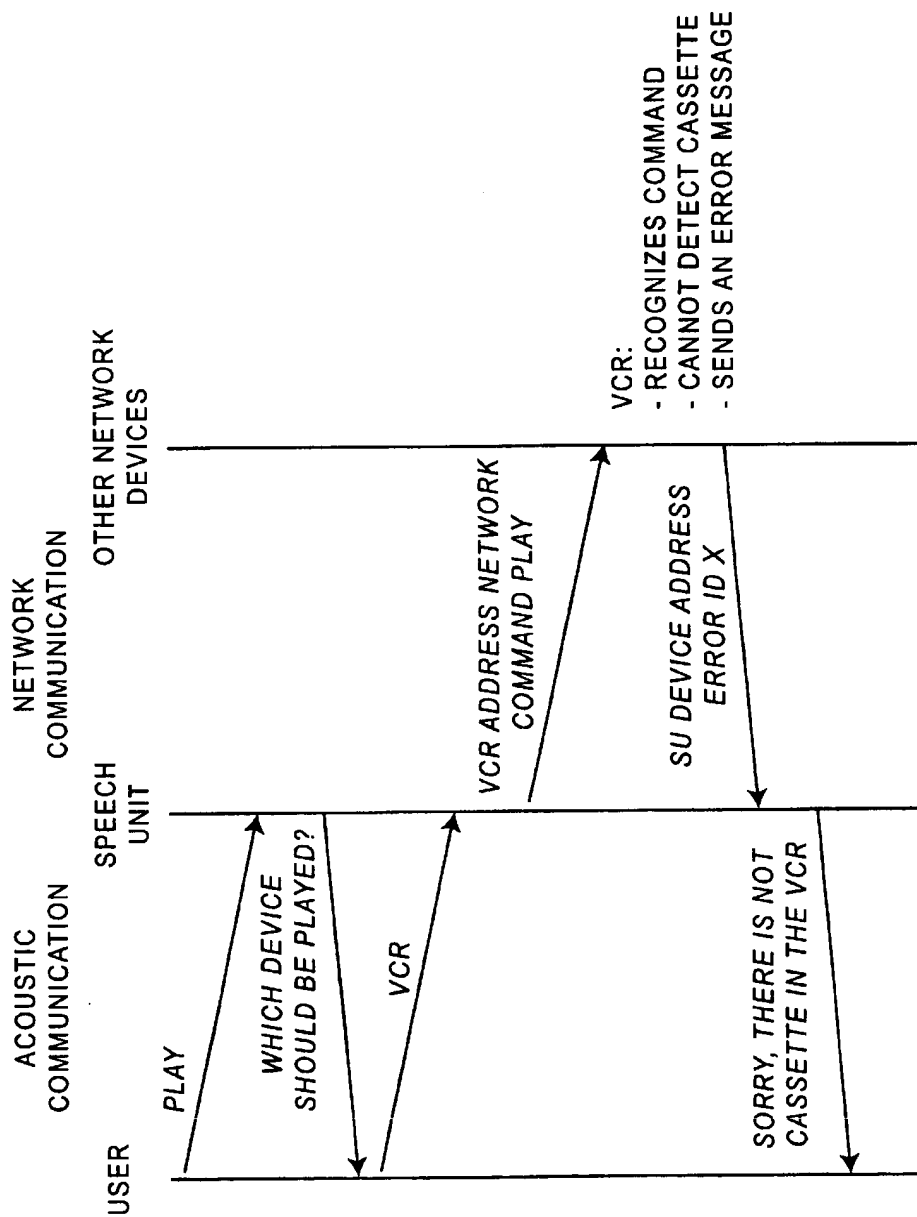 ACOUSTIC
COMMUNICATION
NETWORK
COMMUNICATION
USER
SPEECH
UNIT
OTHER NETWORK
DEVICES
PLAY
WHICH DEVICE
SHOULD BE PLAYED?
VCR
VCR ADDRESS NETWORK
COMMAND PLAY
VCR:
- RECOGNIZES COMMAND
- CANNOT DETECT CASSETTE
- SENDS AN ERROR MESSAGE
SU DEVICE ADDRESS
ERROR ID X
SORRY, THERE IS NOT
CASSETTE IN THE VCR